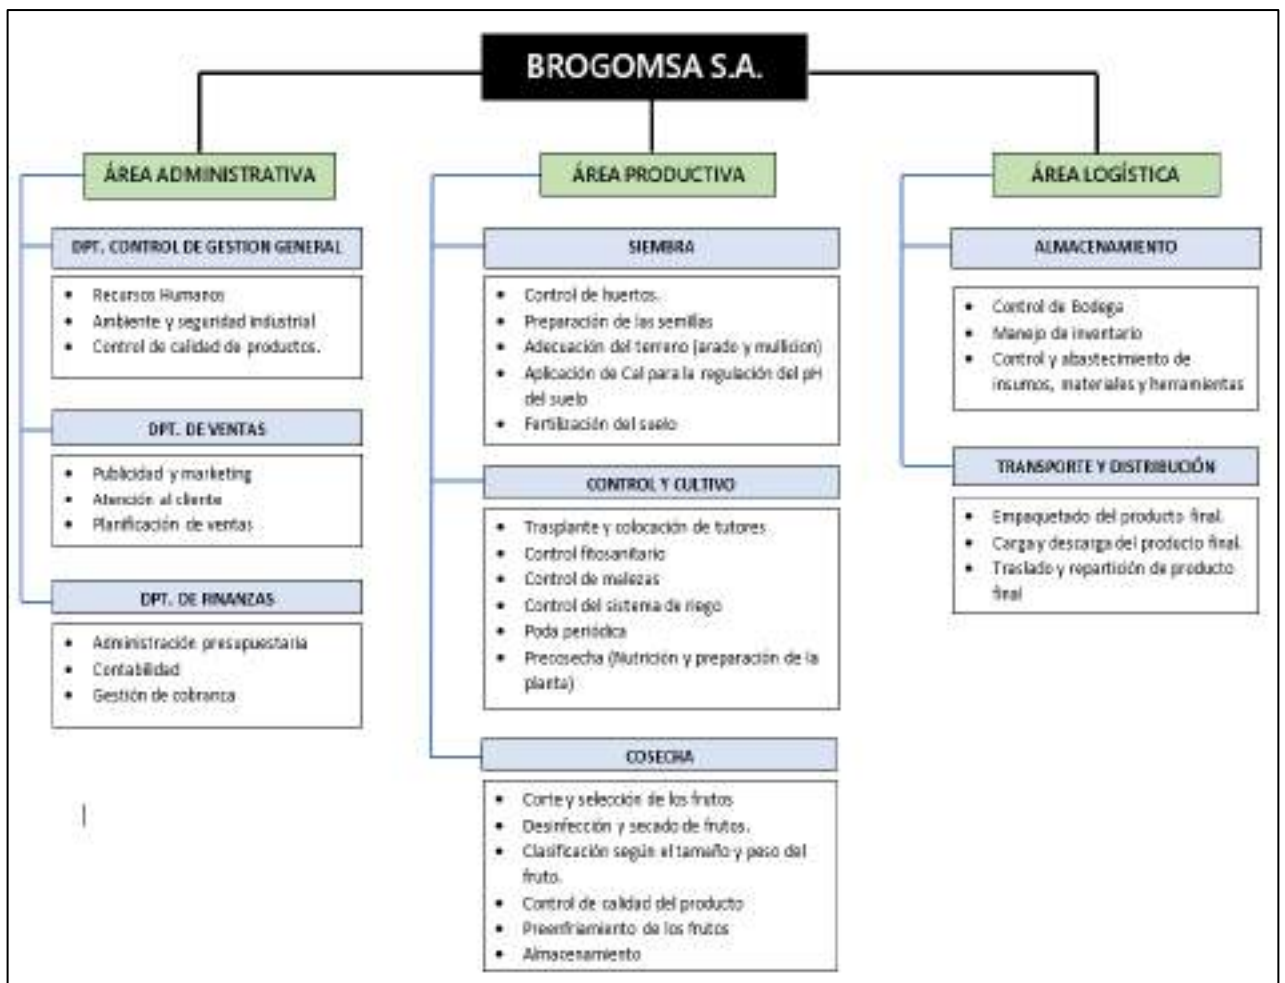 BROGOMSA S.A.
ÁREA ADMINISTRATIVA
DPT. CONTROL DE GESTION GENERAL
• Recursos Humanos
• Ambiente y seguridad industrial
• Control de calidad de productos.
DPT. DE VENTAS
• Publicidad y marketing
• Atención al cliente
• Planificación de ventas
DPT. DE FINANZAS
• Administración presupuestaria
• Contabilidad
• Gestión de cobranza
ÁREA PRODUCTIVA
SIEMBRA
• Control de huertos.
• Preparación de las semillas
• Adecuación del terreno (arado y mullicion)
• Aplicación de Cal para la regulación del pH
del suelo
• Fertilización del suelo
CONTROL Y CULTIVO
• Trasplante y colocación de tutores
• Control fitosanitario
• Control de malezas
• Control del sistema de riego
• Poda periódica
• Precosecha (Nutrición y preparación de la
planta)
COSECHA
• Corte y selección de los frutos
• Desinfección y secado de frutos.
• Clasificación según el tamaño y peso del
fruto.
• Control de calidad del producto
• Preenfriamiento de los frutos
• Almacenamiento
ÁREA LOGÍSTICA
ALMACENAMIENTO
• Control de Bodega
• Manejo de inventario
• Control y abastecimiento de
insumos, materiales y herramientas
TRANSPORTE Y DISTRIBUCIÓN
• Empaquetado del producto final.
• Carga y descarga del producto final.
• Traslado y repartición de producto
final